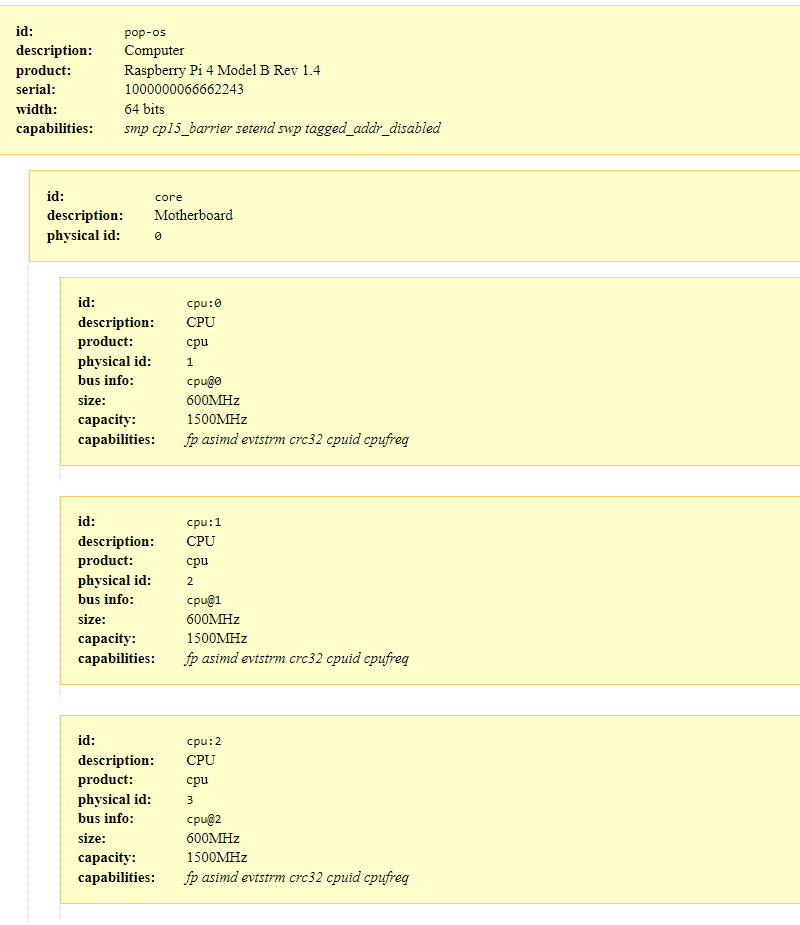 id: pop-os
description: Computer
product: Raspberry Pi 4 Model B Rev 1.4
serial: 1000000066662243
width: 64 bits
capabilities: smp cp15_barrier setend swp tagged_addr_disabled
id: core
description: Motherboard
physical id: 0
id: cpu:0
description: CPU
product: cpu
physical id: 1
bus info: cpu@0
size: 600MHz
capacity: 1500MHz
capabilities: fp asimd evtstrm crc32 cpuid cpufreq
id: cpu:1
description: CPU
product: cpu
physical id: 2
bus info: cpu@1
size: 600MHz
capacity: 1500MHz
capabilities: fp asimd evtstrm crc32 cpuid cpufreq
id: cpu:2
description: CPU
product: cpu
physical id: 3
bus info: cpu@2
size: 600MHz
capacity: 1500MHz
capabilities: fp asimd evtstrm crc32 cpuid cpufreq